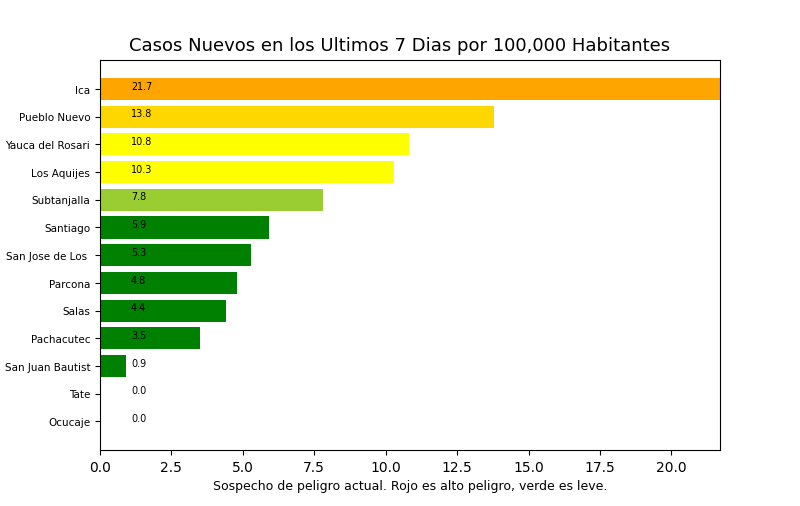 Casos Nuevos en los Ultimos 7 Dias por 100,000 Habitantes
Ica 21.7
Pueblo Nuevo 13.8
Yauca del Rosari 10.8
Los Aquijes 10.3
Subtanjalla 7.8
Santiago 5.9
San Jose de Los 5.3
Parcona 4.8
Salas 4.4
Pachacutec 3.5
San Juan Bautist 0.9
Tate 0.0
Ocucaje 0.0
0.0 2.5 5.0 7.5 10.0 12.5 15.0 17.5 20.0
Sospecho de peligro actual. Rojo es alto peligro, verde es leve.